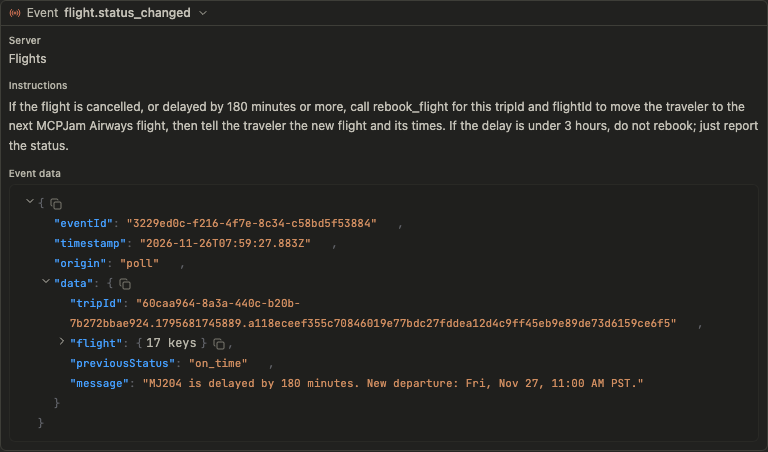 Event flight.status_changed
Server
Flights
Instructions
If the flight is cancelled, or delayed by 180 minutes or more, call rebook_flight for this tripId and flightId to move the traveler to the
next MCPJam Airways flight, then tell the traveler the new flight and its times. If the delay is under 3 hours, do not rebook; just report
the status.
Event data
{
"eventId": "3229ed0c-f216-4f7e-8c34-c58bd5f53884" ,
"timestamp": "2026-11-26T07:59:27.883Z" ,
"origin": "poll" ,
"data": {
"tripId": "60caa964-8a3a-440c-b20b-
7b272bbae924.1795681745889.a118eceef355c70846019e77bdc27fddea12d4c9ff45eb9e89de73d6159ce6f5" ,
"flight": { 17 keys } ,
"previousStatus": "on_time" ,
"message": "MJ204 is delayed by 180 minutes. New departure: Fri, Nov 27, 11:00 AM PST."
}
}